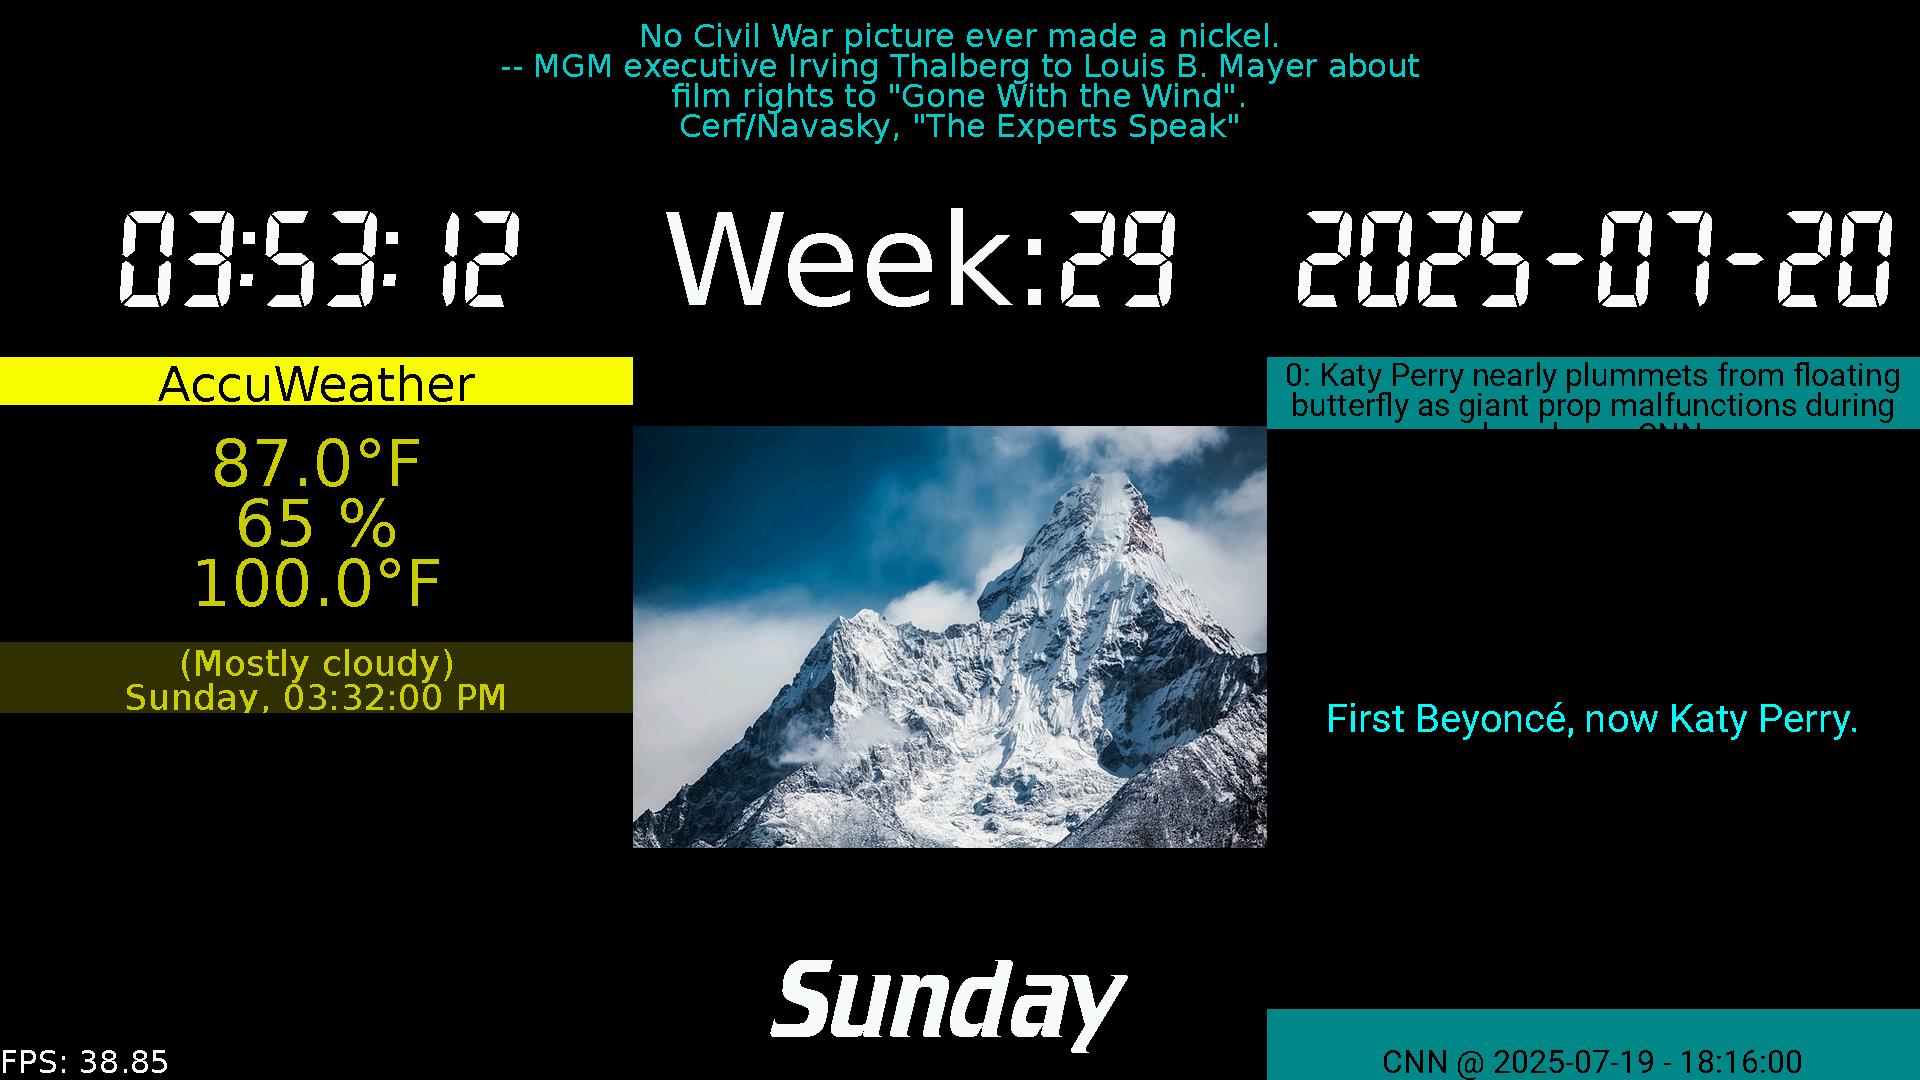 No Civil War picture ever made a nickel.
-- MGM executive Irving Thalberg to Louis B. Mayer about
film rights to "Gone With the Wind".
Cerf/Navasky, "The Experts Speak"
03:53:12
Week:29
2025-07-20
AccuWeather
87.0°F
65 %
100.0°F
(Mostly cloudy)
Sunday, 03:32:00 PM
0: Katy Perry nearly plummets from floating
butterfly as giant prop malfunctions during
CNN
First Beyoncé, now Katy Perry.
Sunday
FPS: 38.85
CNN @ 2025-07-19 - 18:16:00